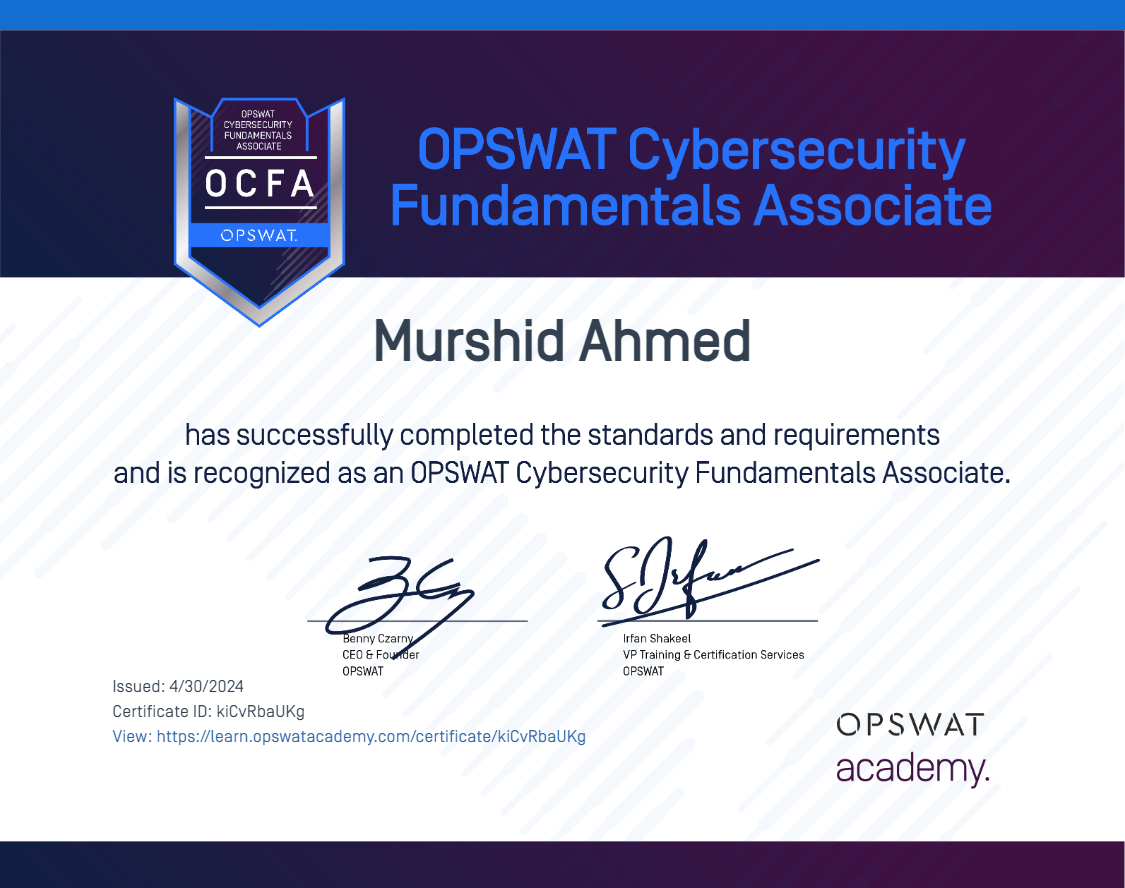 OPSWAT
CYBERSECURITY
FUNDAMENTALS
ASSOCIATE
OCFA
OPSWAT.
OPSWAT Cybersecurity
Fundamentals Associate
Murshid Ahmed
has successfully completed the standards and requirements
and is recognized as an OPSWAT Cybersecurity Fundamentals Associate.
S Irfan
Benny Czarny
CEO & Founder
OPSWAT
Irfan Shakeel
VP Training & Certification Services
OPSWAT
Issued: 4/30/2024
Certificate ID: kiCvRbaUKg
View: https://learn.opswatacademy.com/certificate/kiCvRbaUKg
OPSWAT
academy.